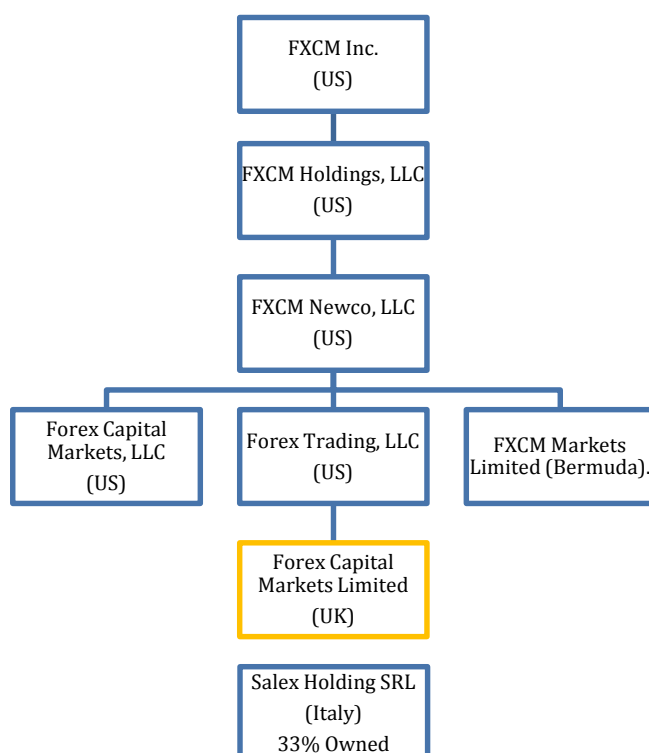 FXCM Inc.
(US)
FXCM Holdings, LLC
(US)
FXCM Newco, LLC
(US)
Forex Capital
Markets, LLC
(US)
Forex Trading, LLC
(US)
FXCM Markets
Limited (Bermuda).
Forex Capital
Markets Limited
(UK)
Salex Holding SRL
(Italy)
33% Owned